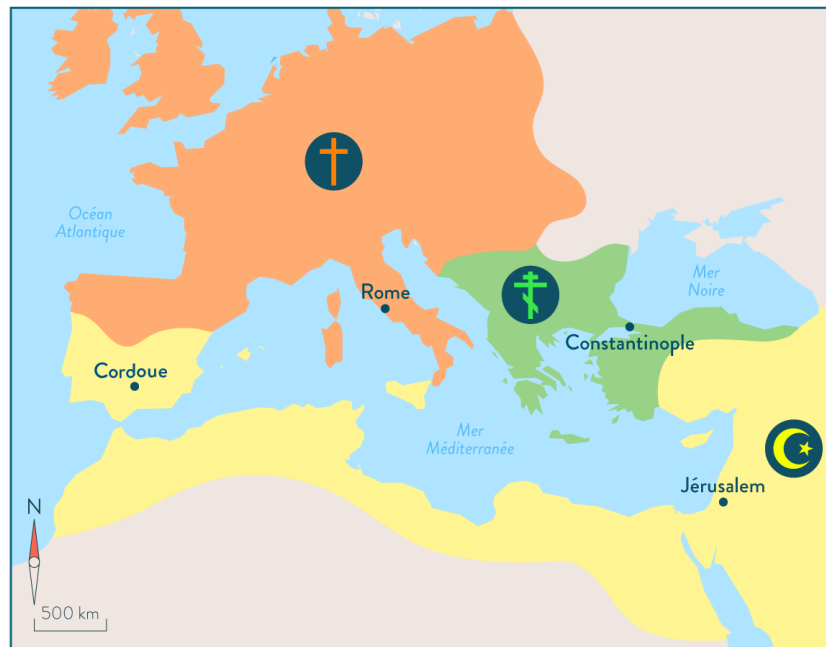 Océan
Atlantique
Mer
Noire
Rome
Constantinople
Cordoue
Mer
Méditerranée
Jérusalem
N
500 km